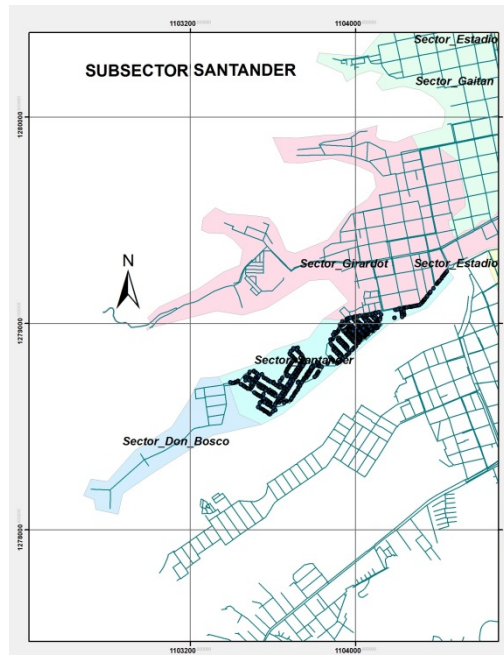 1103200
1104000
Sector_Estadio
SUBSECTOR SANTANDER
Sector_Gaitan
1280000
N
Sector_Girardot
Sector_Estadio
1279000
Sector_Santander
Sector_Don_Bosco
1278000
1103200
1104000